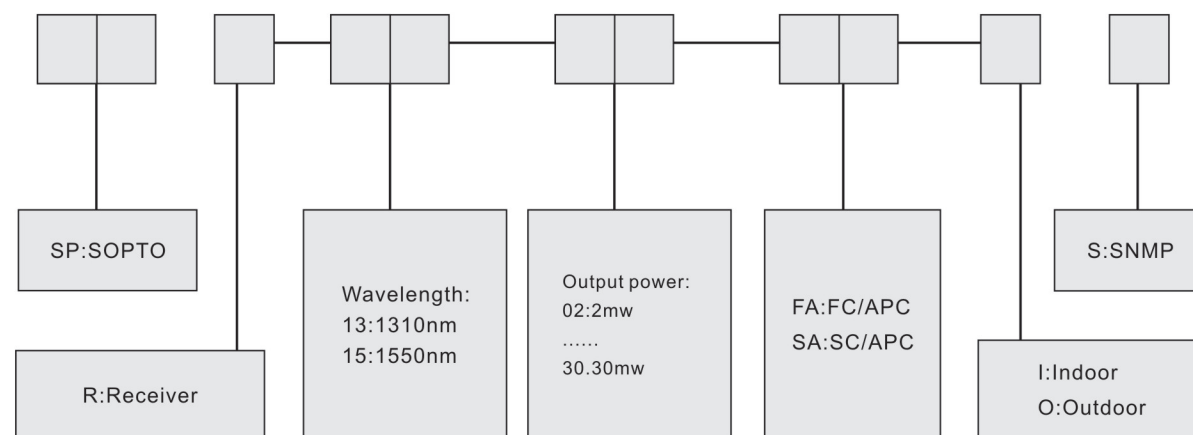 SP:SOPTO
R:Receiver
Wavelength:
13:1310nm
15:1550nm
Output power:
02:2mw
......
30.30mw
FA:FC/APC
SA:SC/APC
I:Indoor
O:Outdoor
S:SNMP